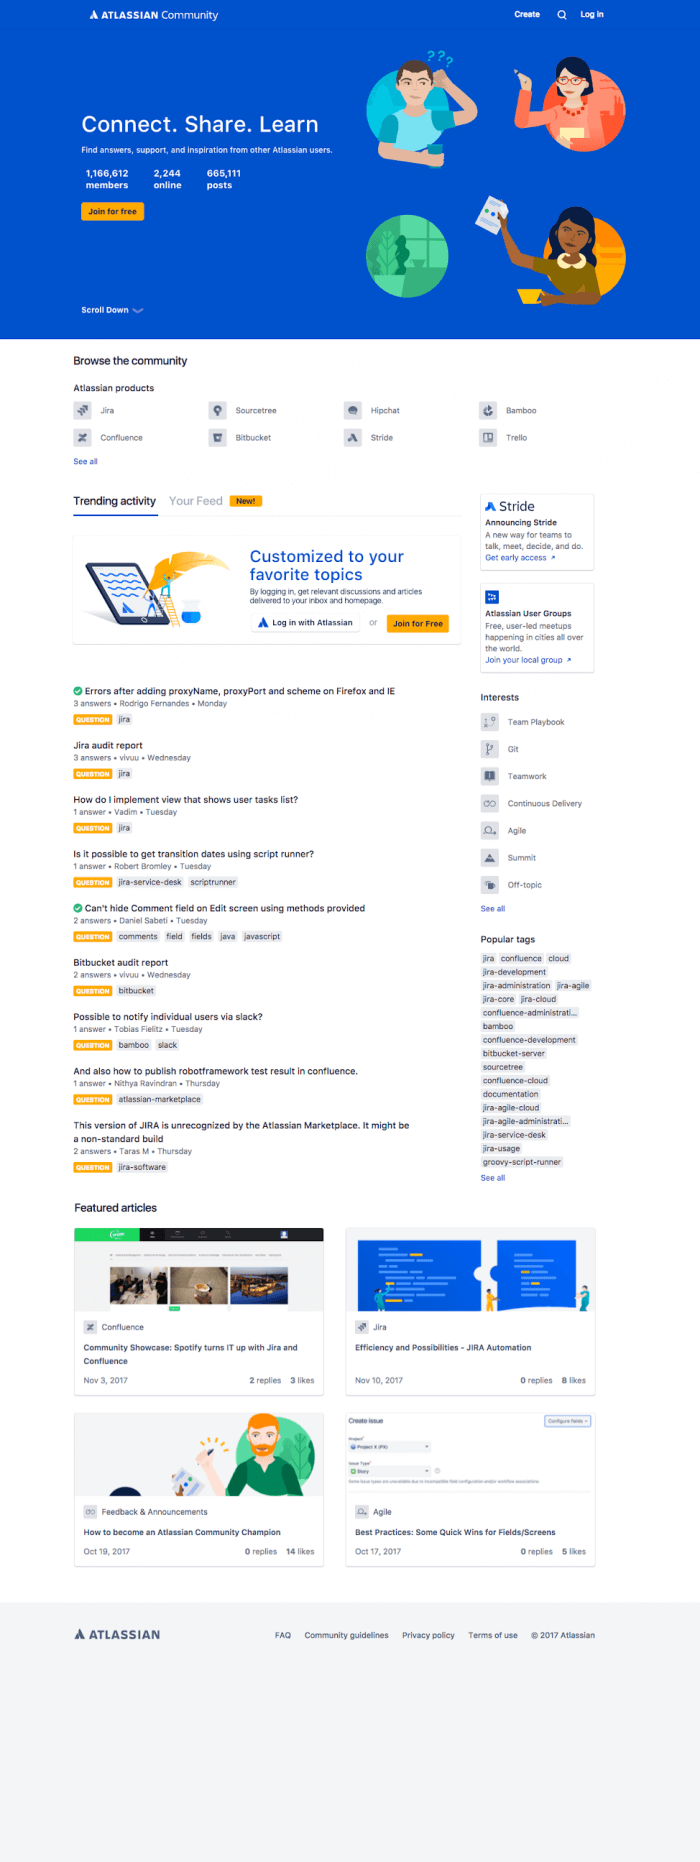 ATLASSIAN Community
Create
Log in
???
Connect. Share. Learn
Find answers, support, and inspiration from other Atlassian users.
1,166,612 2,244 665,111
members online posts
Join for free
Scroll Down
Browse the community
Atlassian products
Jira Sourcetree Hipchat Bamboo
Confluence Bitbucket Stride Trello
See all
Trending activity Your Feed New!
Customized to your
favorite topics
By logging in, get relevant discussions and articles
delivered to your inbox and homepage.
Log in with Atlassian or Join for Free
Errors after adding proxyName, proxyPort and scheme on Firefox and IE
3 answers • Rodrigo Fernandes • Monday
QUESTION jira
Jira audit report
3 answers • vivuu • Wednesday
QUESTION jira
How do I implement view that shows user tasks list?
1 answer • Vadim • Tuesday
QUESTION jira
Is it possible to get transition dates using script runner?
1 answer • Robert Bromley • Tuesday
QUESTION jira-service-desk scriptrunner
Can't hide Comment field on Edit screen using methods provided
2 answers • Daniel Sabeti • Tuesday
QUESTION comments field fields java javascript
Bitbucket audit report
2 answers • vivuu • Wednesday
QUESTION bitbucket
Possible to notify individual users via slack?
1 answer • Tobias Fielitz • Tuesday
QUESTION bamboo slack
And also how to publish robotframework test result in confluence.
1 answer • Nithya Ravindran • Thursday
QUESTION atlassian-marketplace
This version of JIRA is unrecognized by the Atlassian Marketplace. It might be
a non-standard build
2 answers • Taras M • Thursday
QUESTION jira-software
Stride
Announcing Stride
A new way for teams to
talk, meet, decide, and do.
Get early access
Atlassian User Groups
Free, user-led meetups
happening in cities all over
the world.
Join your local group
Interests
Team Playbook
Git
Teamwork
Continuous Delivery
Agile
Summit
Off-topic
See all
Popular tags
jira confluence cloud
jira-development
jira-administration jira-agile
jira-core jira-cloud
confluence-administrati...
bamboo
confluence-development
bitbucket-server
sourcetree
confluence-cloud
documentation
jira-agile-cloud
jira-agile-administrati...
jira-service-desk
jira-usage
groovy-script-runner
See all
Featured articles
Confluence
Community Showcase: Spotify turns IT up with Jira and
Confluence
Nov 3, 2017 2 replies 3 likes
Jira
Efficiency and Possibilities - JIRA Automation
Nov 10, 2017 0 replies 8 likes
Feedback & Announcements
How to become an Atlassian Community Champion
Oct 19, 2017 0 replies 14 likes
Create issue Configure fields
Project*
Project X (PX)
Issue Type*
Story
Some issue types are unavailable due to incompatible field configuration and/or workflow associations.
Agile
Best Practices: Some Quick Wins for Fields/Screens
Oct 17, 2017 0 replies 5 likes
ATLASSIAN
FAQ Community guidelines Privacy policy Terms of use © 2017 Atlassian